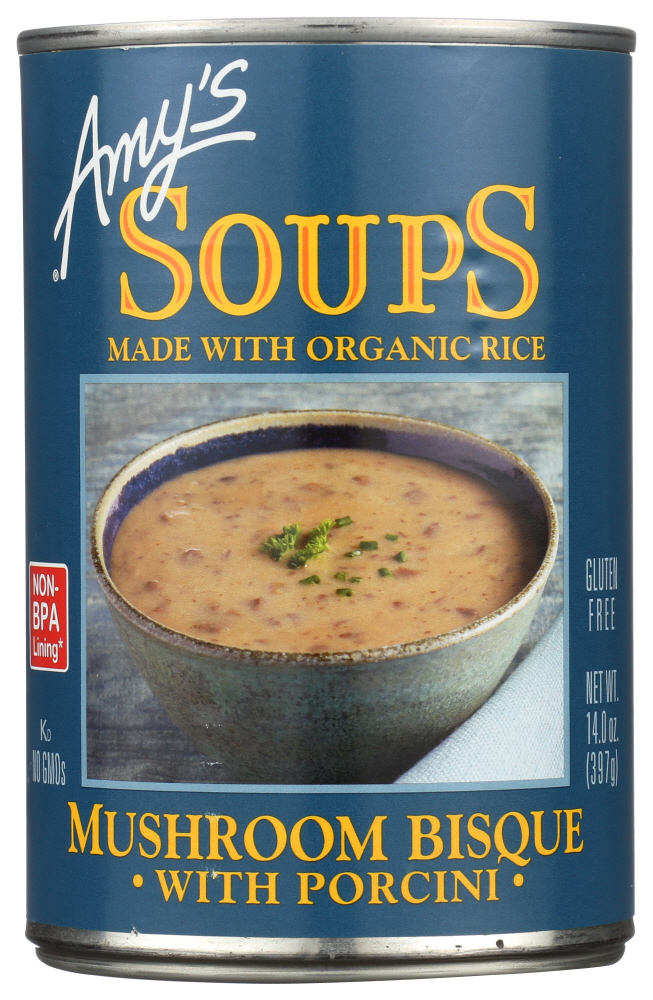 Amy's
®
SOUPS
MADE WITH ORGANIC RICE
NON-
BPA
Lining*
GLUTEN
FREE
NET WT.
14.0 oz.
(397g)
KD
NO GMOs
MUSHROOM BISQUE
• WITH PORCINI •